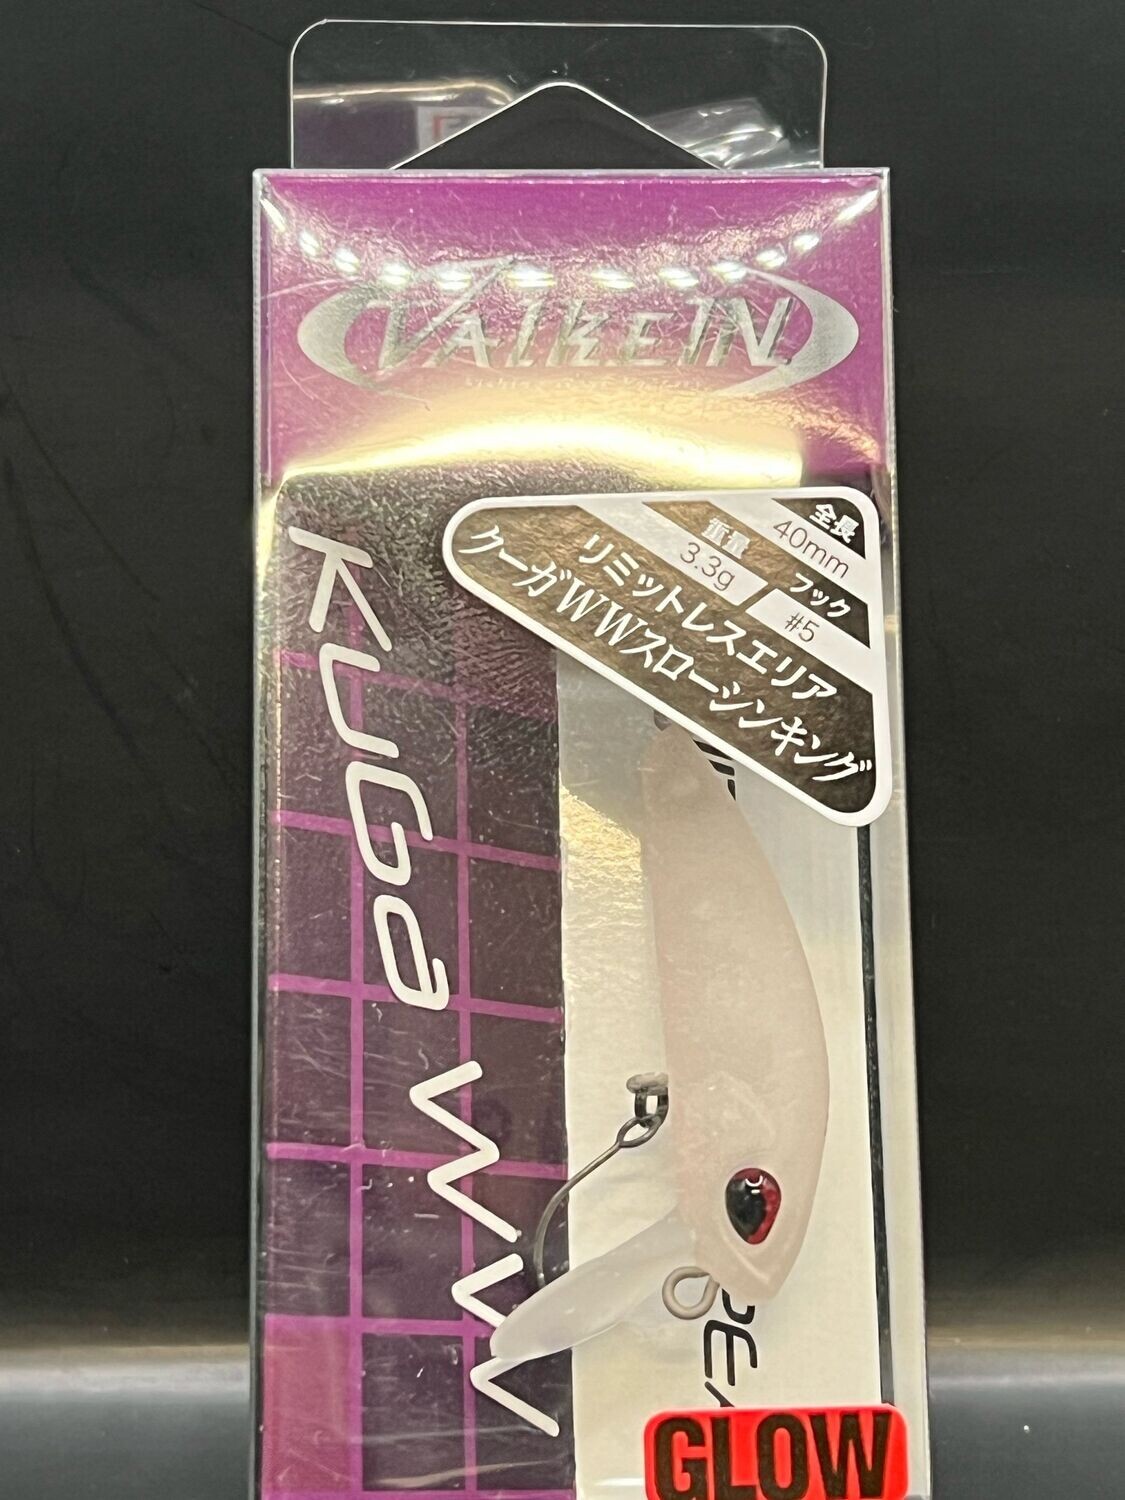 VALKEIN
全長
40mm
重量
フック
3.3g
#5
リミットレスエリア
クーガWWスローシンキング
KUGa WW
GLOW